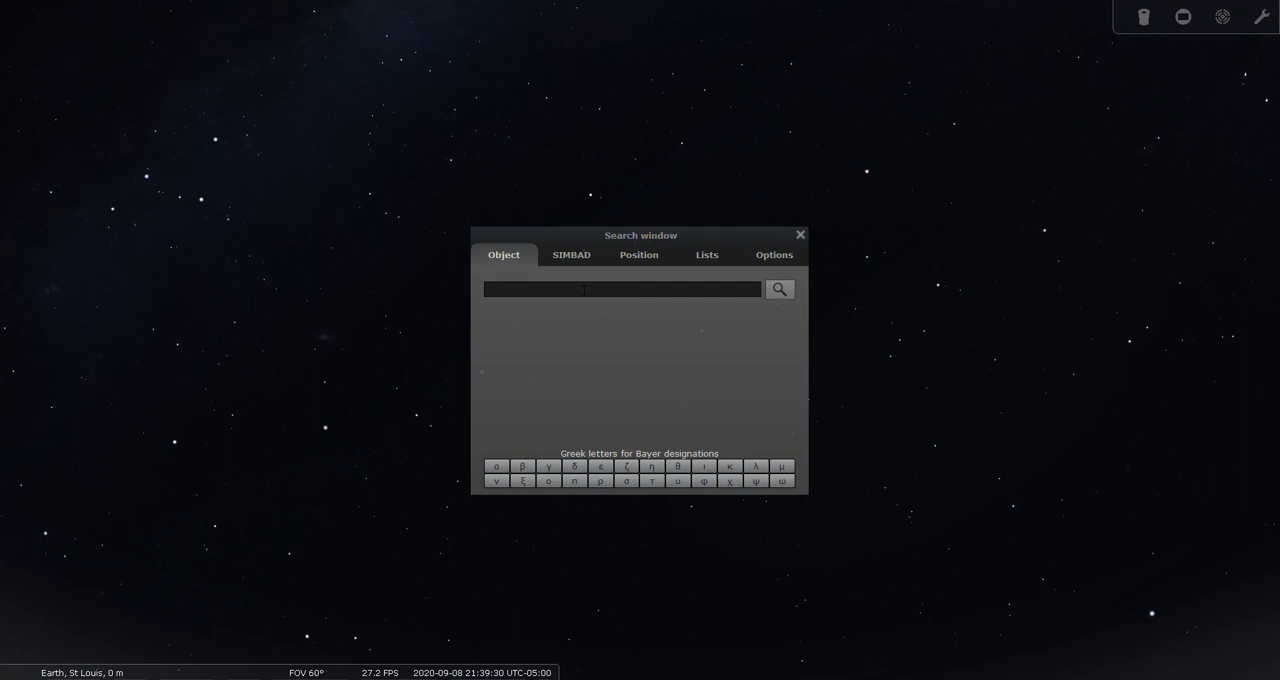 Search window
Object SIMBAD Position Lists Options
Greek letters for Bayer designations
α β γ δ ε ζ η θ ι κ λ μ
ν ξ ο π ρ σ τ υ φ χ ψ ω
Earth, St Louis, 0 m FOV 60° 27.2 FPS 2020-09-08 21:39:30 UTC-05:00